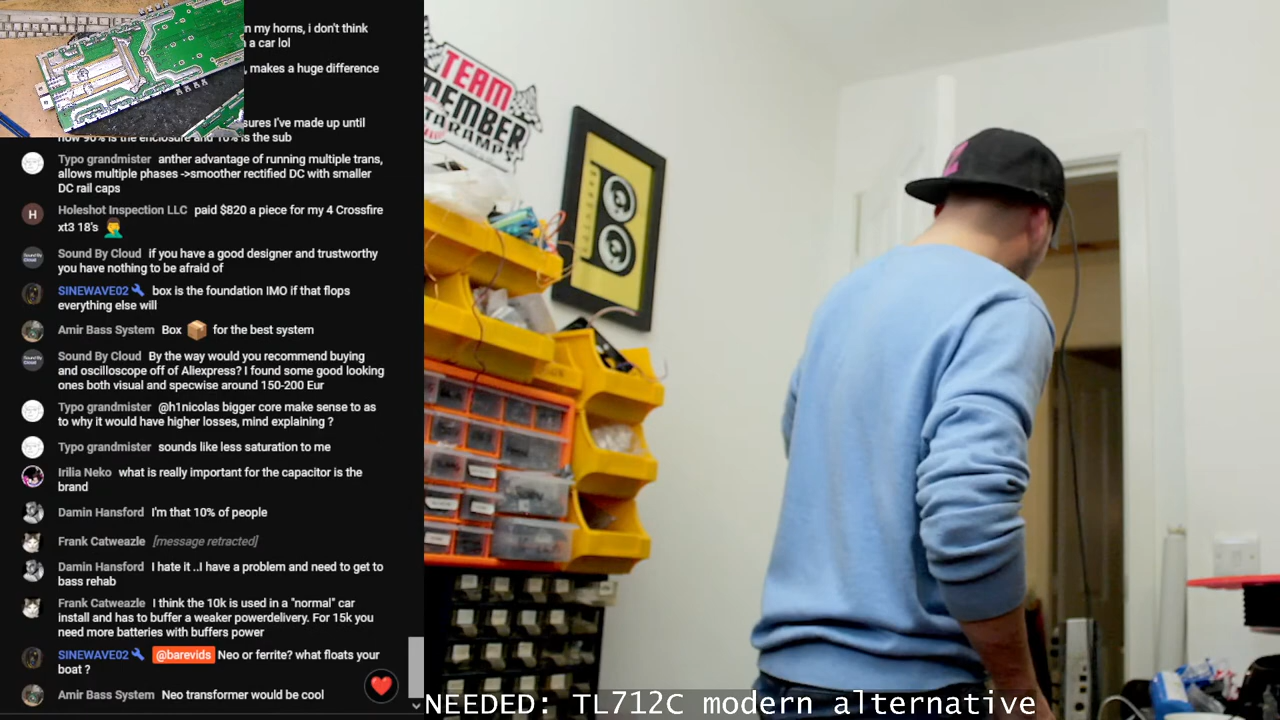 n my horns, i don't think
a car lol
, makes a huge difference
sures I've made up until
now 90% is the enclosure and 10% is the sub
Typo grandmister anther advantage of running multiple trans,
allows multiple phases ->smoother rectified DC with smaller
DC rail caps
H Holeshot Inspection LLC paid $820 a piece for my 4 Crossfire
xt3 18's 🤦‍♂️
Sound By Cloud if you have a good designer and trustworthy
you have nothing to be afraid of
SINEWAVE02 🔧 box is the foundation IMO if that flops
everything else will
Amir Bass System Box 📦 for the best system
Sound By Cloud By the way would you recommend buying
and oscilloscope off of Aliexpress? I found some good looking
ones both visual and specwise around 150-200 Eur
Typo grandmister @h1nicolas bigger core make sense to as
to why it would have higher losses, mind explaining ?
Typo grandmister sounds like less saturation to me
Irilia Neko what is really important for the capacitor is the
brand
Damin Hansford I'm that 10% of people
Frank Catweazle [message retracted]
Damin Hansford I hate it ..I have a problem and need to get to
bass rehab
Frank Catweazle I think the 10k is used in a "normal" car
install and has to buffer a weaker powerdelivery. For 15k you
need more batteries with buffers power
SINEWAVE02 🔧 @barevids Neo or ferrite? what floats your
boat ?
Amir Bass System Neo transformer would be cool
TEAM
MEMBER
TARAMPS
NEEDED: TL712C modern alternative